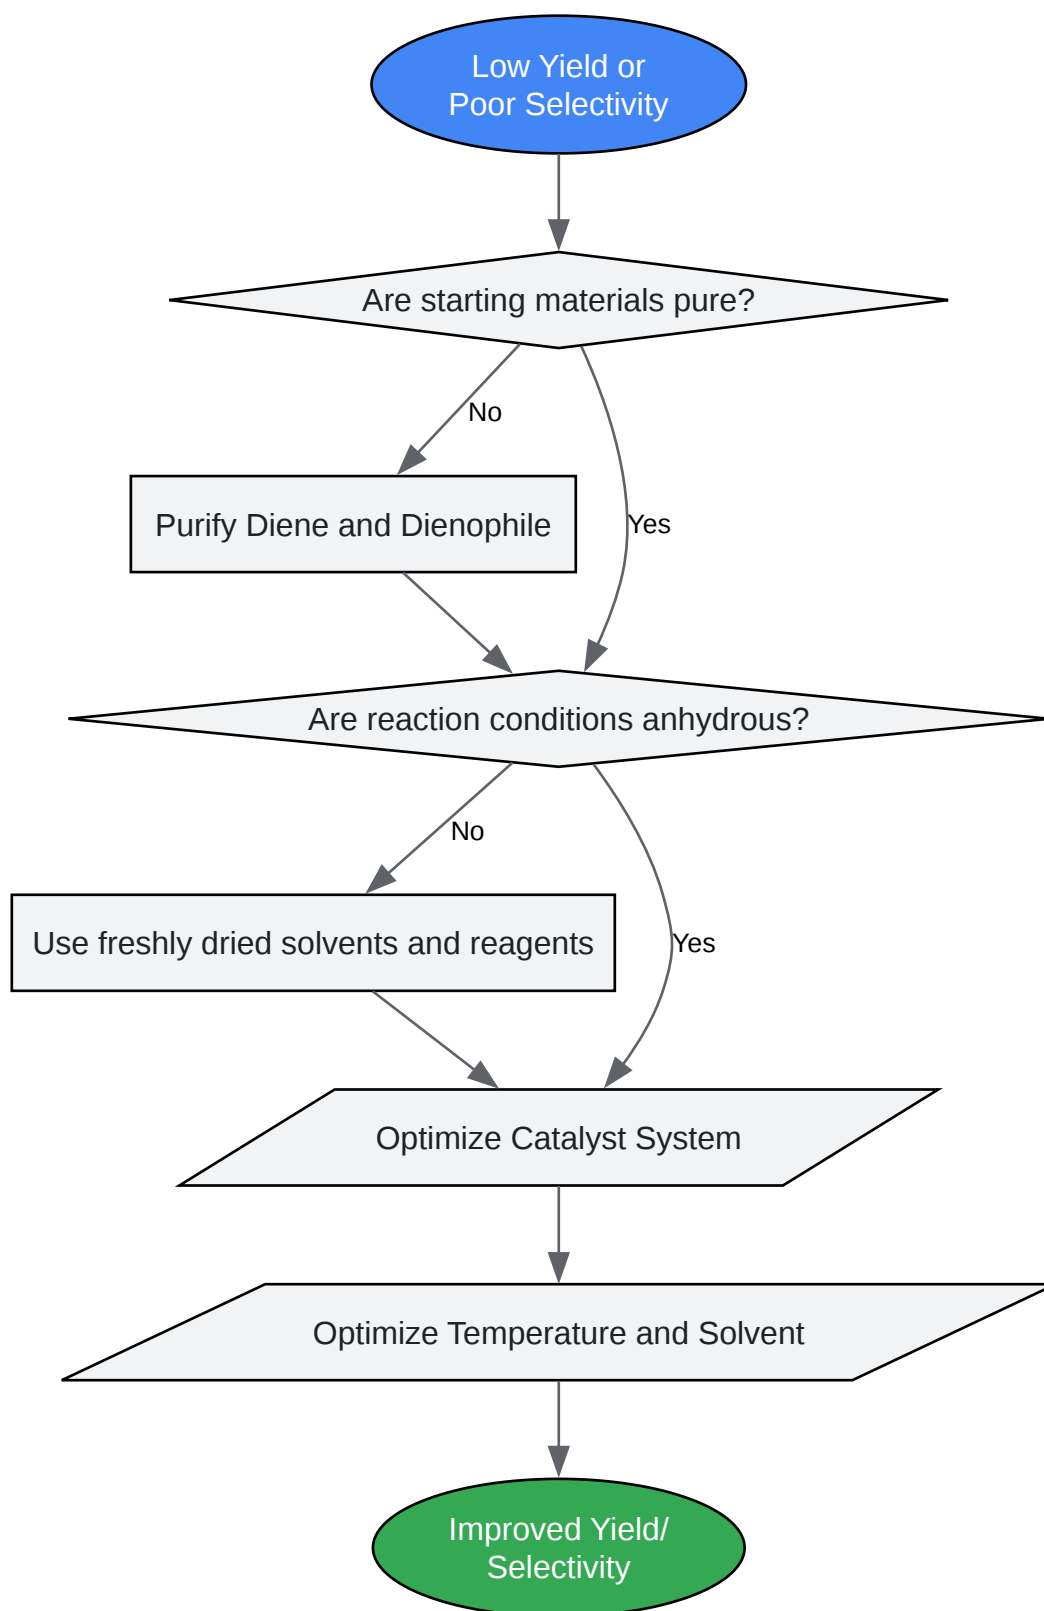 Low Yield or
Poor Selectivity
Are starting materials pure?
No
Purify Diene and Dienophile
Yes
Are reaction conditions anhydrous?
No
Use freshly dried solvents and reagents
Yes
Optimize Catalyst System
Optimize Temperature and Solvent
Improved Yield/
Selectivity